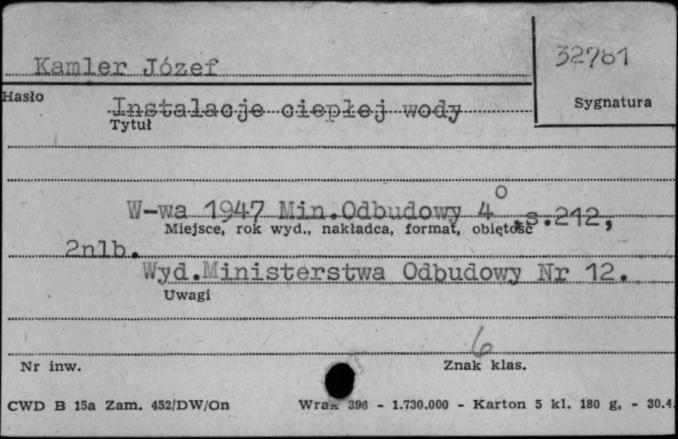 Kamler Józef
32781
Hasło
Sygnatura
Instalacje ciepłej wody
Tytuł
W-wa 1947 Min.Odbudowy 4° s.212,
Miejsce, rok wyd., nakładca, format, objętość
2nlb.
Wyd.Ministerstwa Odbudowy Nr 12.
Uwagi
6
Nr inw.
Znak klas.
CWD B 15a Zam. 452/DW/On
Wrak 396 - 1.730.000 - Karton 5 kl. 180 g. - 30.4